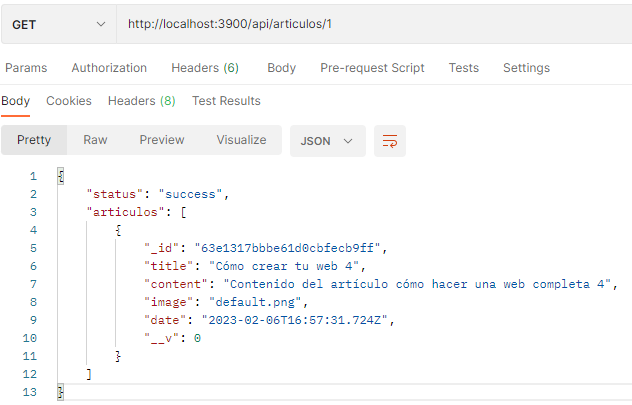 GET http://localhost:3900/api/articulos/1
Params Authorization Headers (6) Body Pre-request Script Tests Settings
Body Cookies Headers (8) Test Results
Pretty Raw Preview Visualize JSON
1 {
2 "status": "success",
3 "articulos": [
4 {
5 "_id": "63e1317bbbe61d0cbfecb9ff",
6 "title": "Cómo crear tu web 4",
7 "content": "Contenido del artículo cómo hacer una web completa 4",
8 "image": "default.png",
9 "date": "2023-02-06T16:57:31.724Z",
10 "__v": 0
11 }
12 ]
13 }